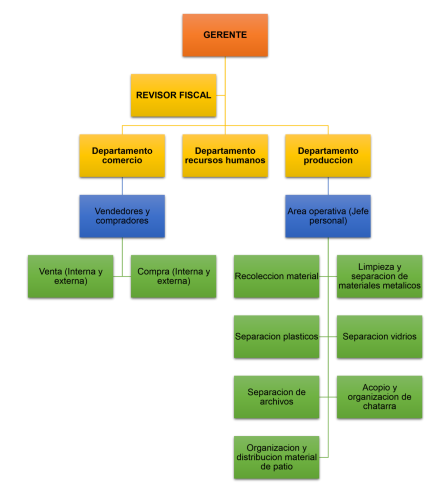 GERENTE
REVISOR FISCAL
Departamento
comercio
Departamento
recursos humanos
Departamento
produccion
Vendedores y
compradores
Area operativa (Jefe
personal)
Venta (Interna y
externa)
Compra (Interna y
externa)
Recoleccion material
Limpieza y
separacion de
materiales metalicos
Separacion plasticos
Separacion vidrios
Separacion de
archivos
Acopio y
organizacion de
chatarra
Organizacion y
distribucion material
de patio